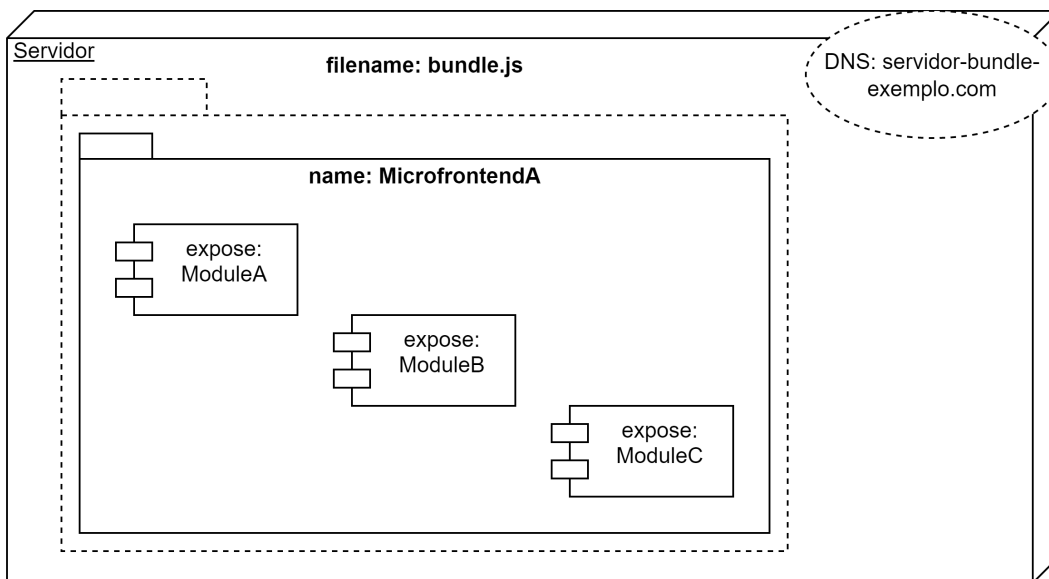 Servidor
filename: bundle.js
DNS: servidor-bundle-
exemplo.com
name: MicrofrontendA
expose:
ModuleA
expose:
ModuleB
expose:
ModuleC